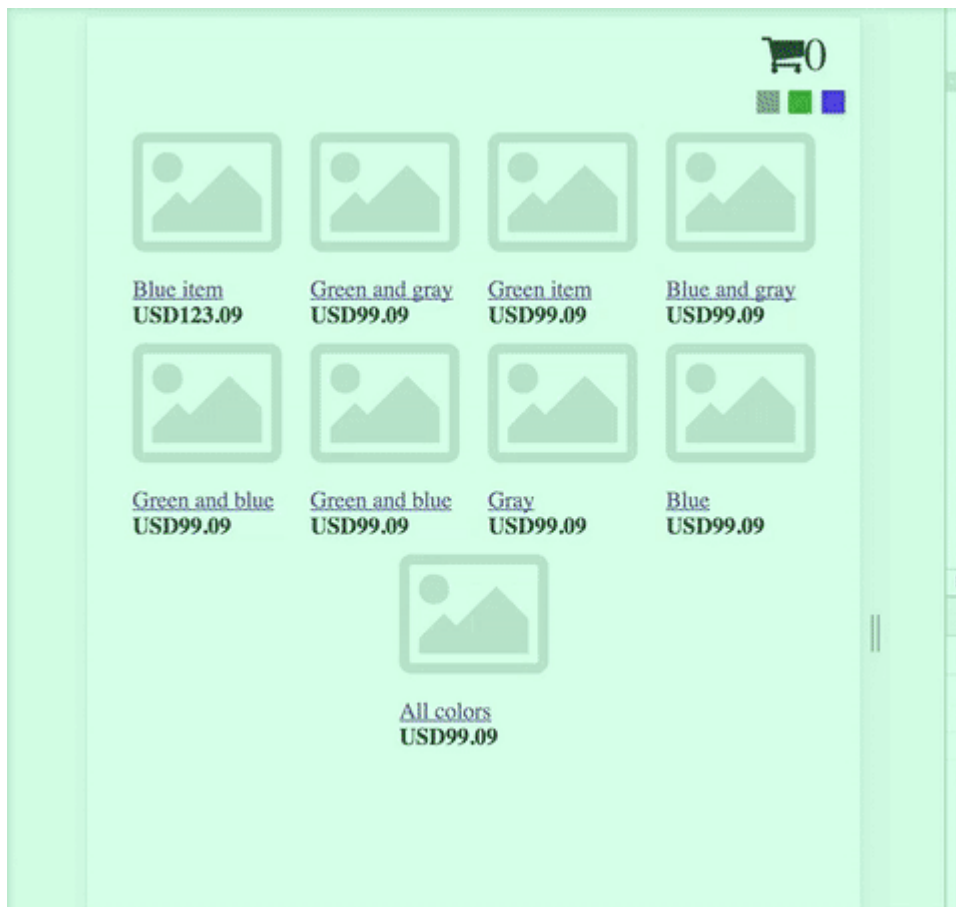 0
Blue item Green and gray Green item Blue and gray
USD123.09 USD99.09 USD99.09 USD99.09
Green and blue Green and blue Gray Blue
USD99.09 USD99.09 USD99.09 USD99.09
All colors
USD99.09